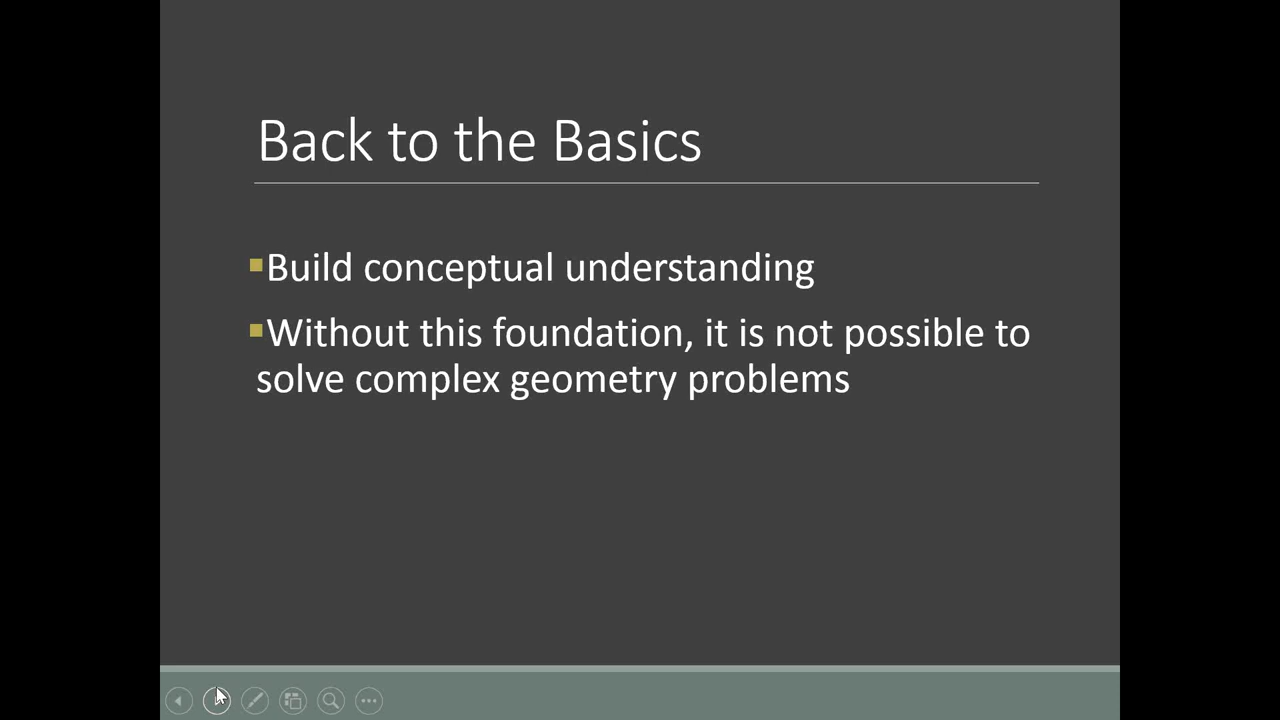 Back to the Basics
Build conceptual understanding
Without this foundation, it is not possible to
solve complex geometry problems